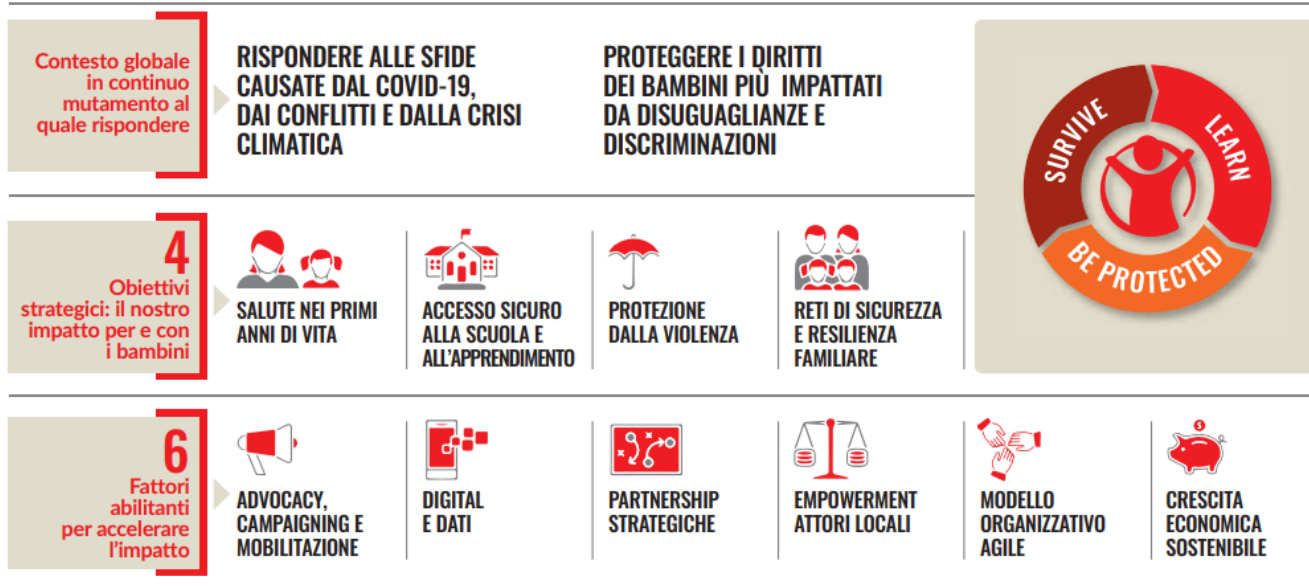 Contesto globale
in continuo
mutamento al
quale rispondere
RISPONDERE ALLE SFIDE
CAUSATE DAL COVID-19,
DAI CONFLITTI E DALLA CRISI
CLIMATICA
PROTEGGERE I DIRITTI
DEI BAMBINI PIÙ IMPATTATI
DA DISUGUAGLIANZE E
DISCRIMINAZIONI
SURVIVE
LEARN
BE PROTECTED
4
Obiettivi
strategici: il nostro
impatto per e con
i bambini
SALUTE NEI PRIMI
ANNI DI VITA
ACCESSO SICURO
ALLA SCUOLA E
ALL'APPRENDIMENTO
PROTEZIONE
DALLA VIOLENZA
RETI DI SICUREZZA
E RESILIENZA
FAMILIARE
6
Fattori
abilitanti
per accelerare
l'impatto
ADVOCACY,
CAMPAIGNING E
MOBILITAZIONE
DIGITAL
E DATI
PARTNERSHIP
STRATEGICHE
EMPOWERMENT
ATTORI LOCALI
MODELLO
ORGANIZZATIVO
AGILE
$
CRESCITA
ECONOMICA
SOSTENIBILE